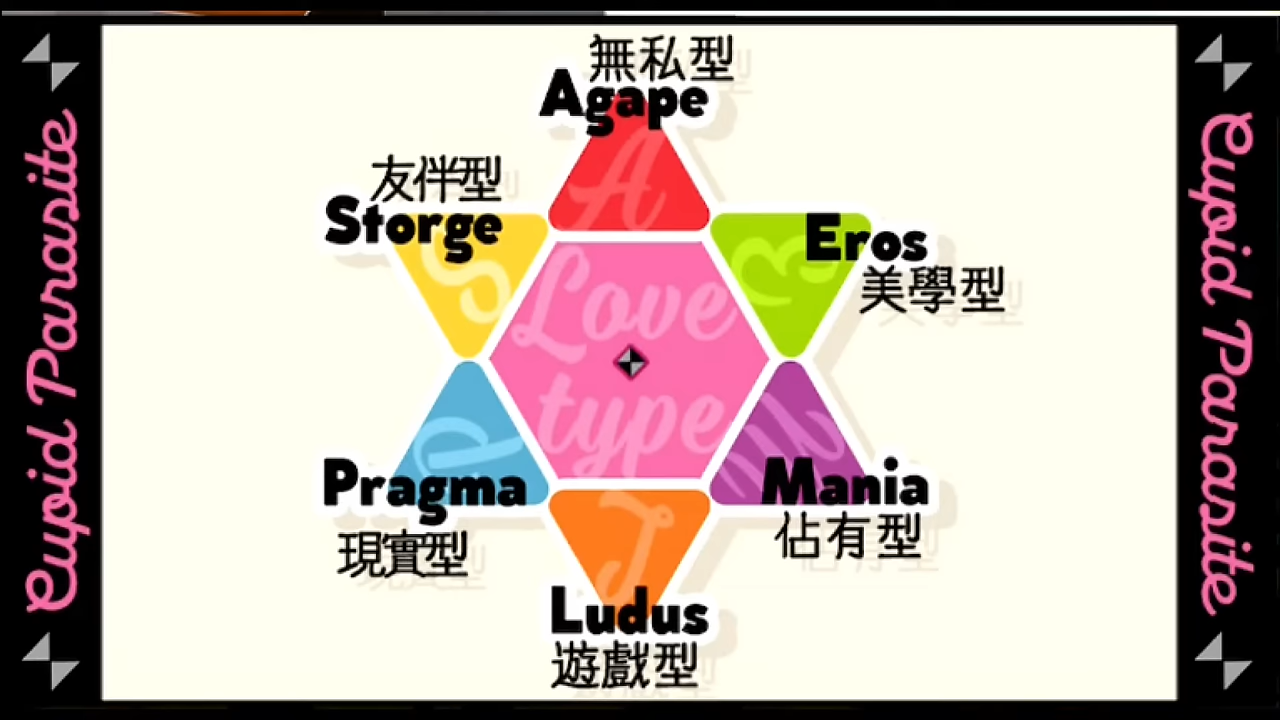 無私型
Agape
友伴型
Storge
Eros
美學型
Love
type
Pragma
現實型
Mania
佔有型
Ludus
遊戲型
Cupid Parasite
Cupid Parasite